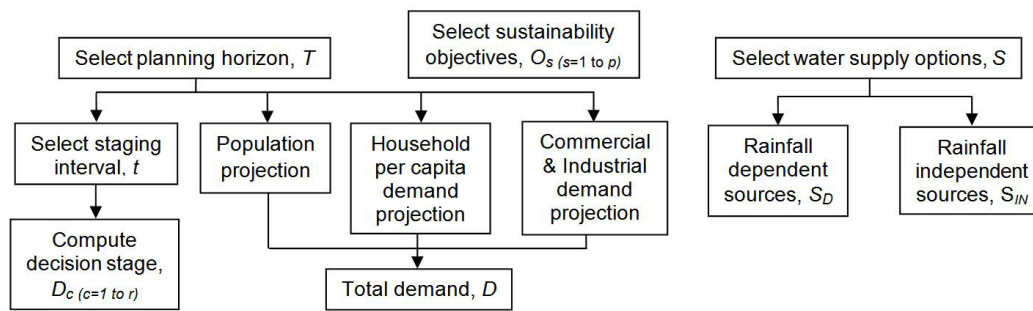 Select planning horizon, T
Select sustainability
objectives, Os (s=1 to p)
Select water supply options, S
Select staging
interval, t
Population
projection
Household
per capita
demand
projection
Commercial
& Industrial
demand
projection
Rainfall
dependent
sources, SD
Rainfall
independent
sources, SIN
Compute
decision stage,
Dc (c=1 to r)
Total demand, D